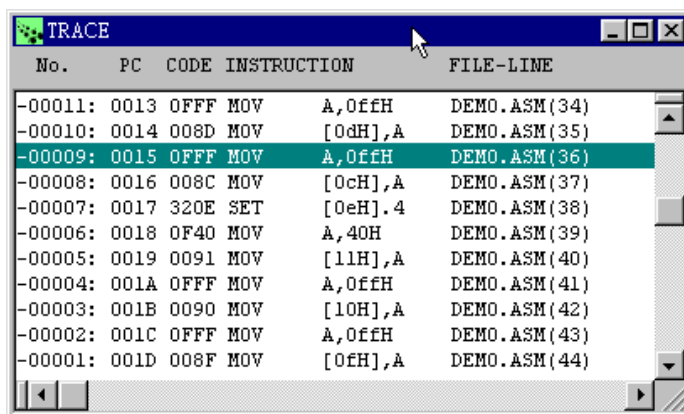 TRACE
No. PC CODE INSTRUCTION FILE-LINE
-00011: 0013 0FFF MOV A,0ffH DEMO.ASM(34)
-00010: 0014 008D MOV [0dH],A DEMO.ASM(35)
-00009: 0015 0FFF MOV A,0ffH DEMO.ASM(36)
-00008: 0016 008C MOV [0cH],A DEMO.ASM(37)
-00007: 0017 320E SET [0eH].4 DEMO.ASM(38)
-00006: 0018 0F40 MOV A,40H DEMO.ASM(39)
-00005: 0019 0091 MOV [11H],A DEMO.ASM(40)
-00004: 001A 0FFF MOV A,0ffH DEMO.ASM(41)
-00003: 001B 0090 MOV [10H],A DEMO.ASM(42)
-00002: 001C 0FFF MOV A,0ffH DEMO.ASM(43)
-00001: 001D 008F MOV [0fH],A DEMO.ASM(44)